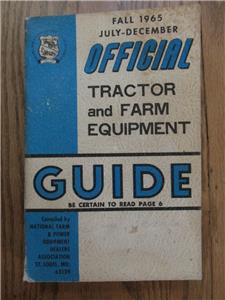 FALL 1965
JULY-DECEMBER
OFFICIAL
TRACTOR
and FARM
EQUIPMENT
GUIDE
BE CERTAIN TO READ PAGE 6
Compiled by
NATIONAL FARM
& POWER
EQUIPMENT
DEALERS
ASSOCIATION
ST. LOUIS, MO.
63139